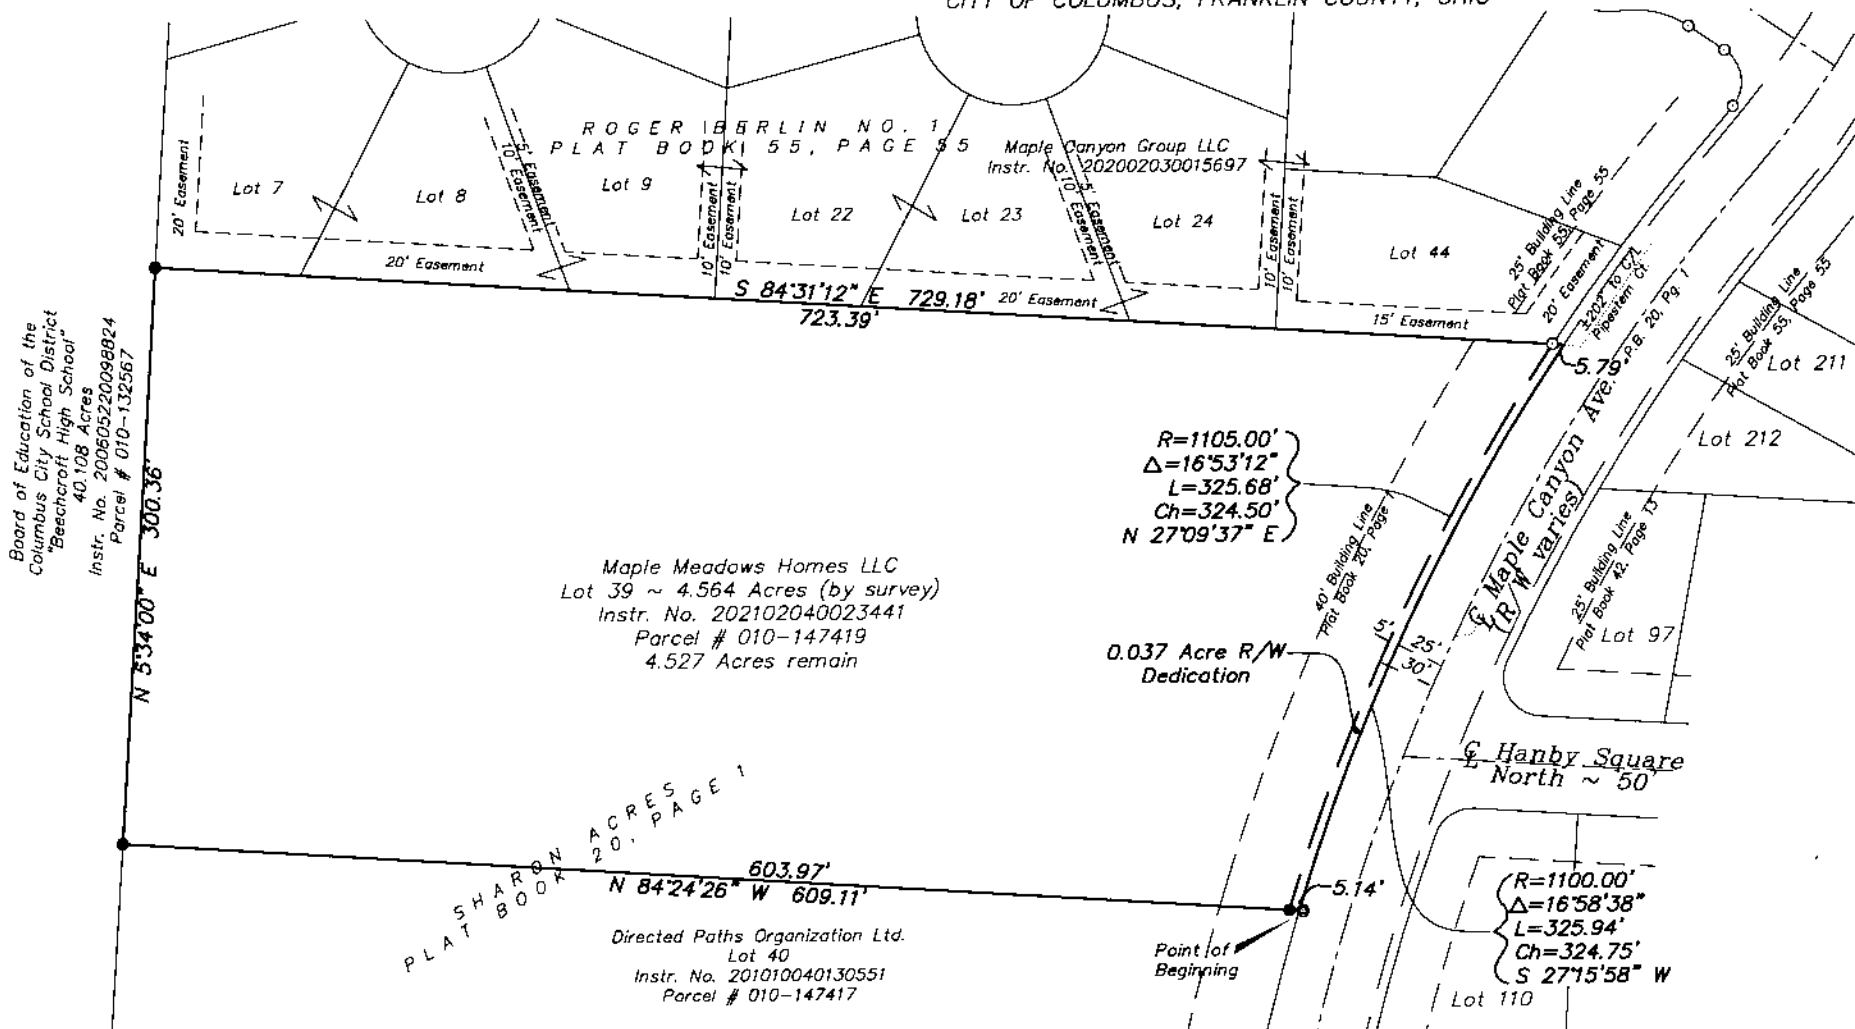 CITY OF COLUMBUS, FRANKLIN COUNTY, OHIO
ROGER BERLIN NO. 1
PLAT BOOK 55, PAGE 55
Maple Canyon Group LLC
Instr. No. 202002030015697
20' Easement
Lot 7
Lot 8
10' Easement
5' Easement
Lot 9
10' Easement
10' Easement
Lot 22
Lot 23
10' Easement
5' Easement
Lot 24
10' Easement
10' Easement
Lot 44
25' Building Line
Plat Book 55, Page 55
20' Easement
±202' to C/L
Pipestem Ct.
20' Easement
S 84°31'12" E 729.18'
20' Easement
723.39'
15' Easement
5.79'
P.B. 20, Pg. 1
25' Building Line
Plat Book 55, Page 55
Lot 211
Lot 212
Board of Education of the
Columbus City School District
"Beechcroft High School"
40.108 Acres
Instr. No. 200605220098824
Parcel # 010-132567
N 5°34'00" E 300.36'
R=1105.00'
Δ=16°53'12"
L=325.68'
Ch=324.50'
N 27°09'37" E
40' Building Line
Plat Book 20, Page 1
℄ Maple Canyon Ave.
(R/W varies)
25' Building Line
Plat Book 42, Page 13
Lot 97
Maple Meadows Homes LLC
Lot 39 ~ 4.564 Acres (by survey)
Instr. No. 202102040023441
Parcel # 010-147419
4.527 Acres remain
0.037 Acre R/W
Dedication
5'
25'
30'
℄ Hanby Square
North ~ 50'
SHARON ACRES
PLAT BOOK 20, PAGE 1
603.97'
N 84°24'26" W 609.11'
5.14'
Point of
Beginning
R=1100.00'
Δ=16°58'38"
L=325.94'
Ch=324.75'
S 27°15'58" W
Lot 110
Directed Paths Organization Ltd.
Lot 40
Instr. No. 201010040130551
Parcel # 010-147417